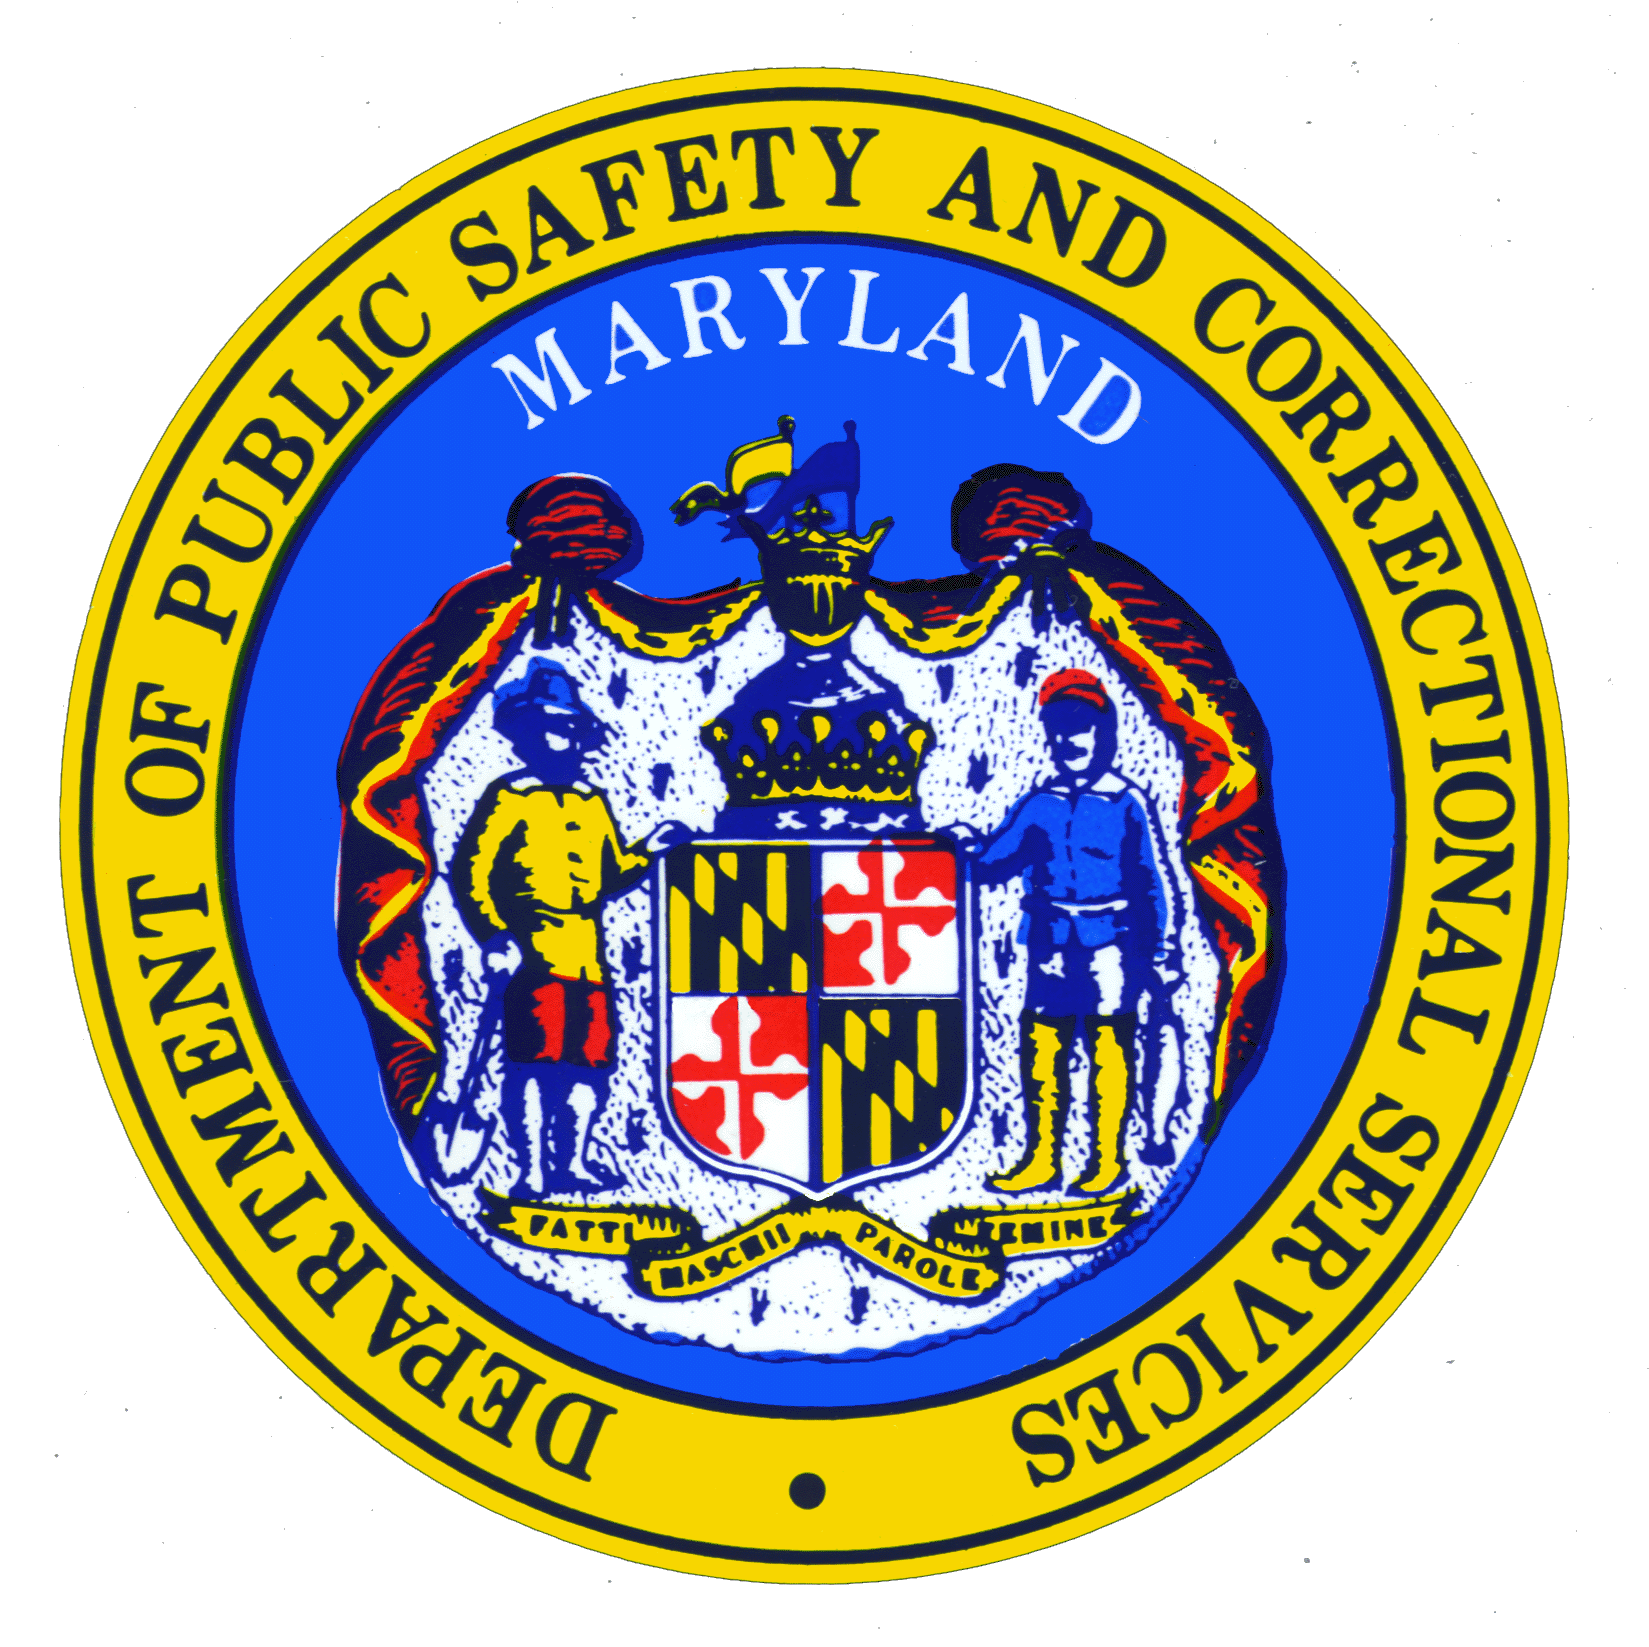 DEPARTMENT OF PUBLIC SAFETY AND CORRECTIONAL SERVICES
MARYLAND
FATTI MASCHII PAROLE FEMINE